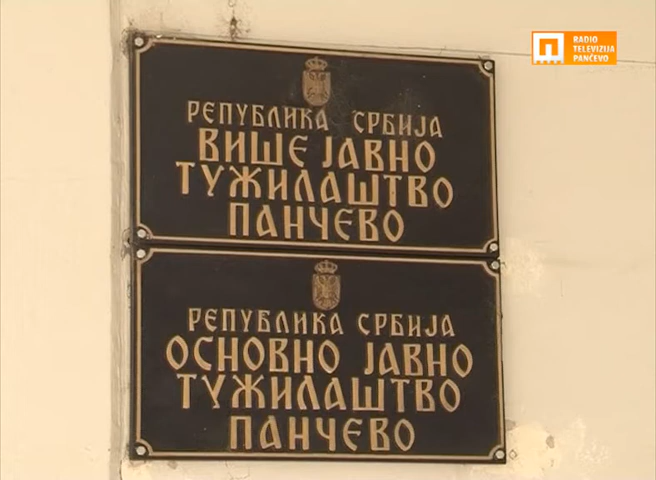 RADIO
TELEVIZIJA
PANČEVO
РЕПУБЛИКА СРБИЈА
ВИШЕ ЈАВНО
ТУЖИЛАШТВО
ПАНЧЕВО
РЕПУБЛИКА СРБИЈА
ОСНОВНО ЈАВНО
ТУЖИЛАШТВО
ПАНЧЕВО